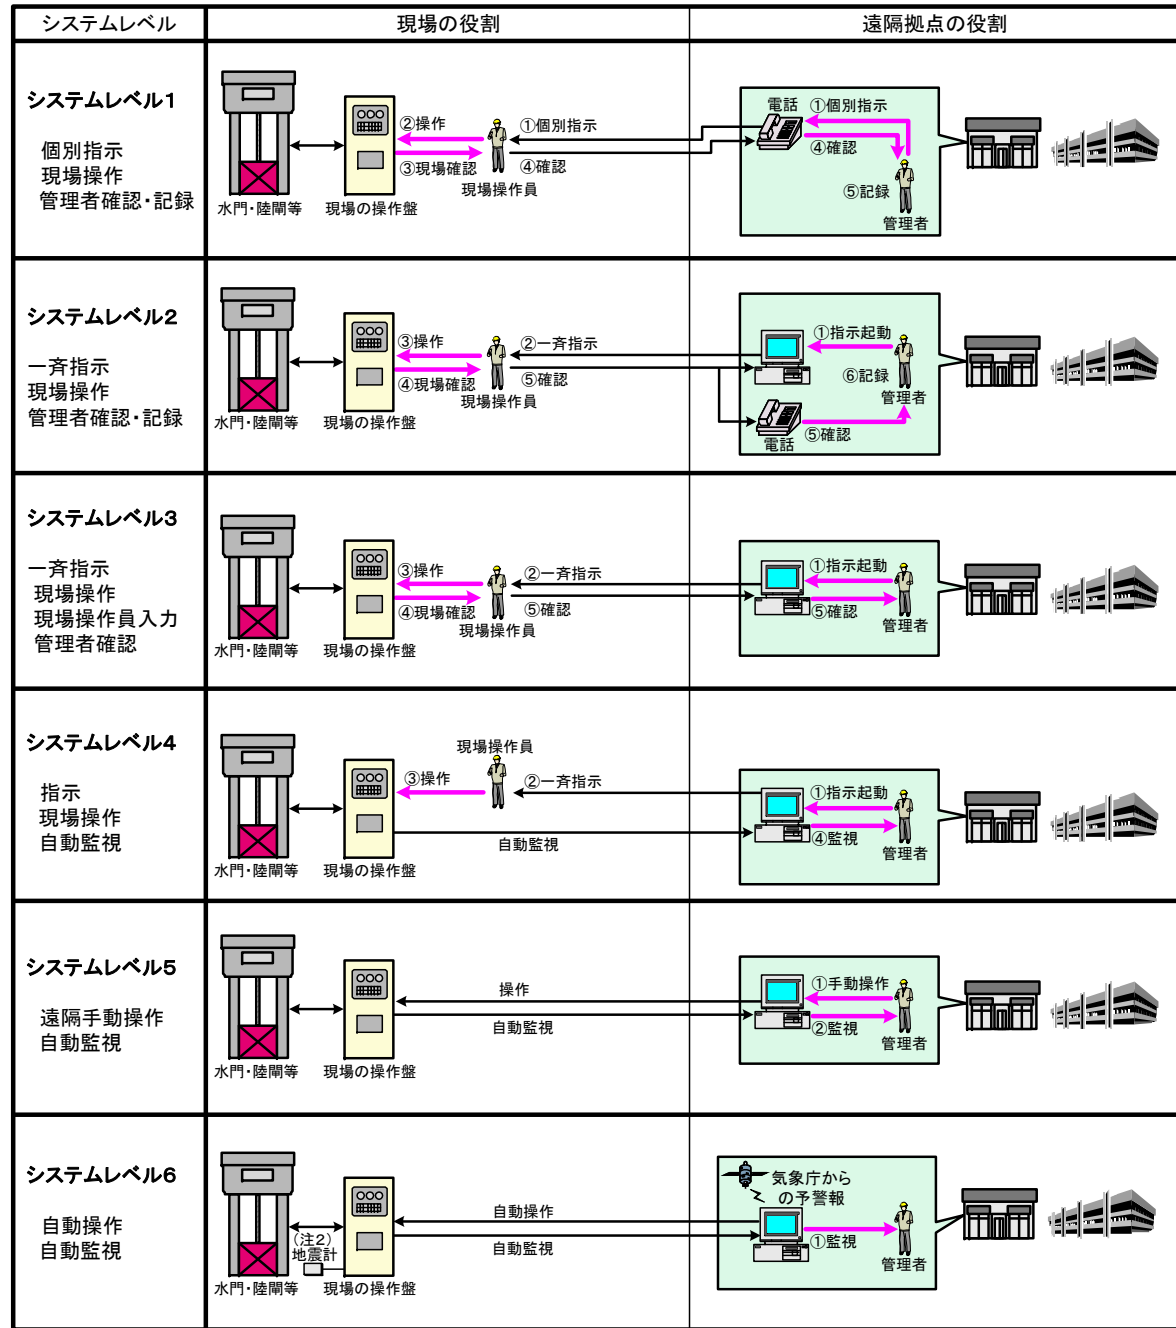 システムレベル
現場の役割
遠隔拠点の役割
システムレベル1
個別指示
現場操作
管理者確認・記録
水門・陸閘等
現場の操作盤
②操作
③現場確認
現場操作員
①個別指示
④確認
電話
①個別指示
④確認
⑤記録
管理者
システムレベル2
一斉指示
現場操作
管理者確認・記録
水門・陸閘等
現場の操作盤
③操作
④現場確認
現場操作員
②一斉指示
⑤確認
①指示起動
⑥記録
管理者
電話
⑤確認
システムレベル3
一斉指示
現場操作
現場操作員入力
管理者確認
水門・陸閘等
現場の操作盤
③操作
④現場確認
現場操作員
②一斉指示
⑤確認
①指示起動
⑤確認
管理者
システムレベル4
指示
現場操作
自動監視
水門・陸閘等
現場の操作盤
現場操作員
③操作
②一斉指示
自動監視
①指示起動
④監視
管理者
システムレベル5
遠隔手動操作
自動監視
水門・陸閘等
現場の操作盤
操作
自動監視
①手動操作
②監視
管理者
システムレベル6
自動操作
自動監視
(注2)
地震計
水門・陸閘等
現場の操作盤
自動操作
自動監視
気象庁から
の予警報
①監視
管理者